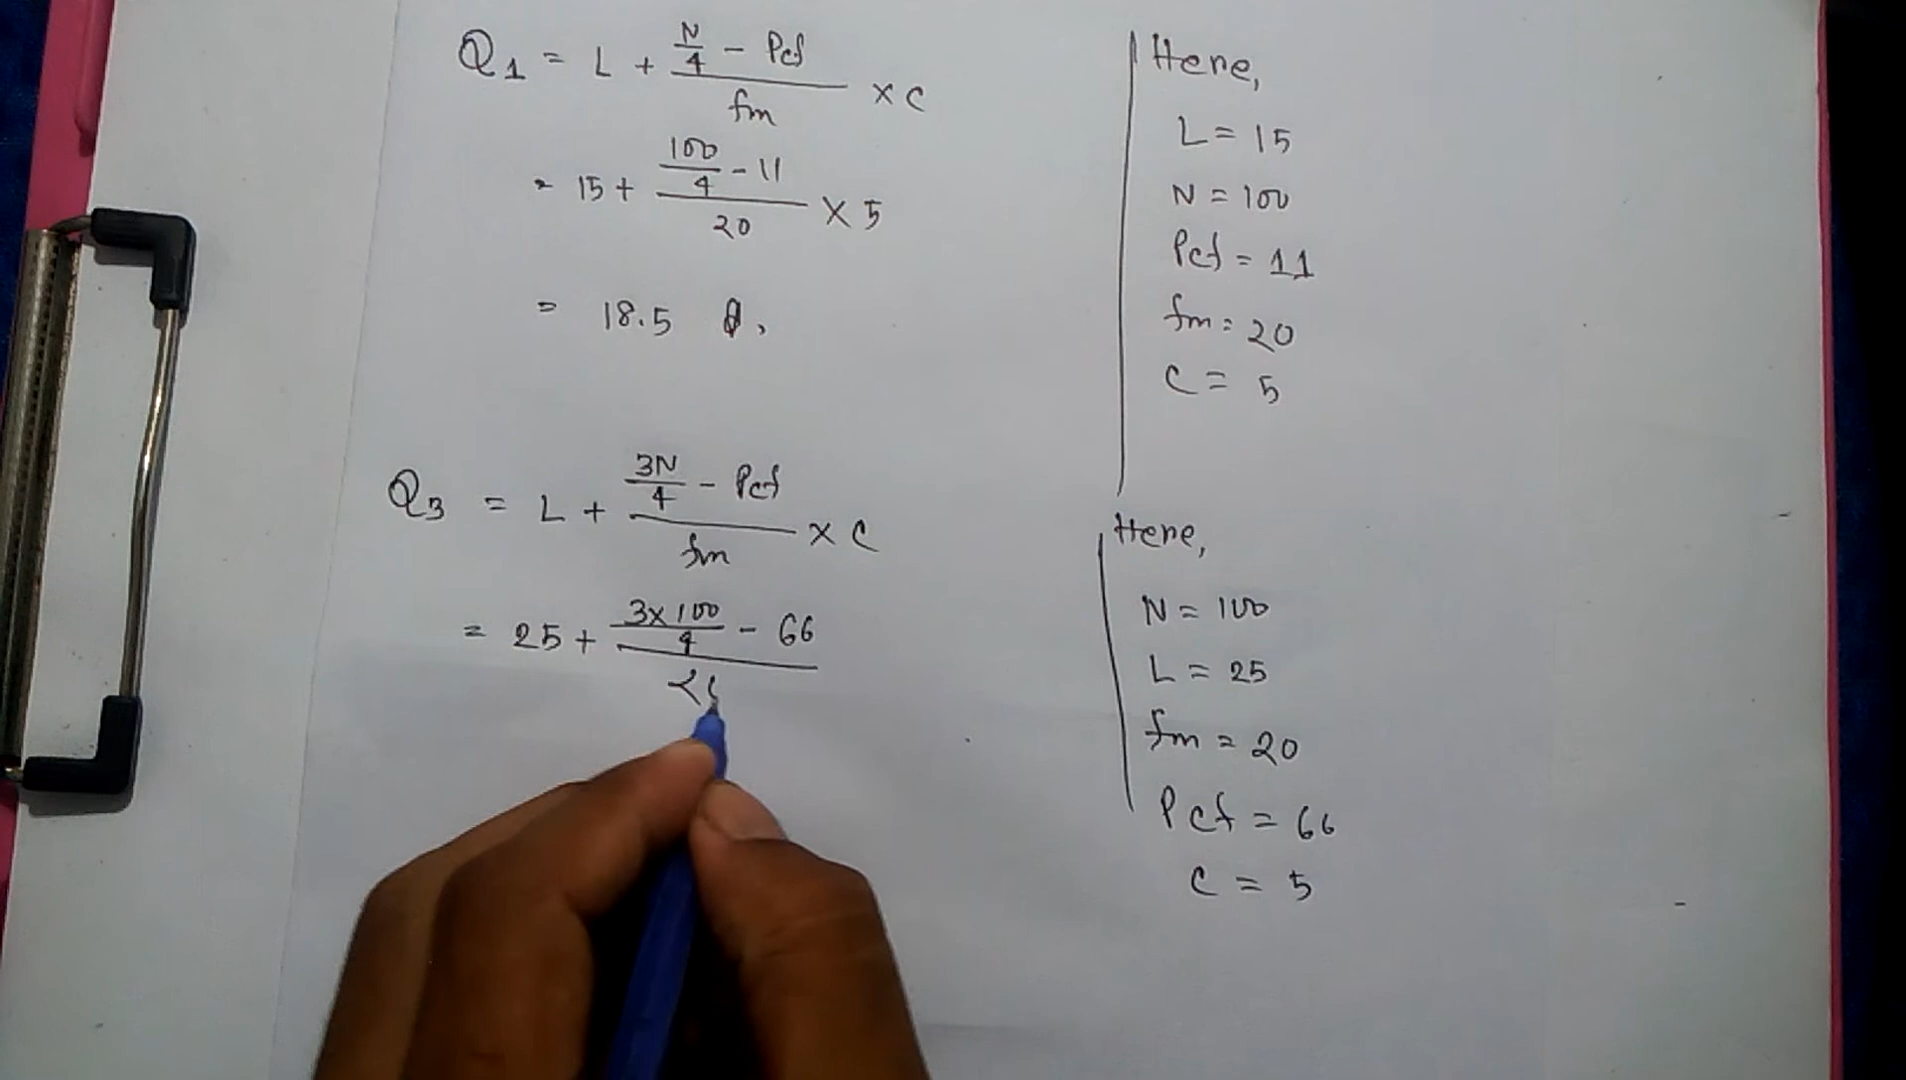 Q1 = L + (N/4 - Pcf)/fm × C
= 15 + (100/4 - 11)/20 × 5
= 18.5
Here,
L = 15
N = 100
Pcf = 11
fm = 20
C = 5
Q3 = L + (3N/4 - Pcf)/fm × C
= 25 + (3×100/4 - 66)/2
Here,
N = 100
L = 25
fm = 20
Pcf = 66
C = 5